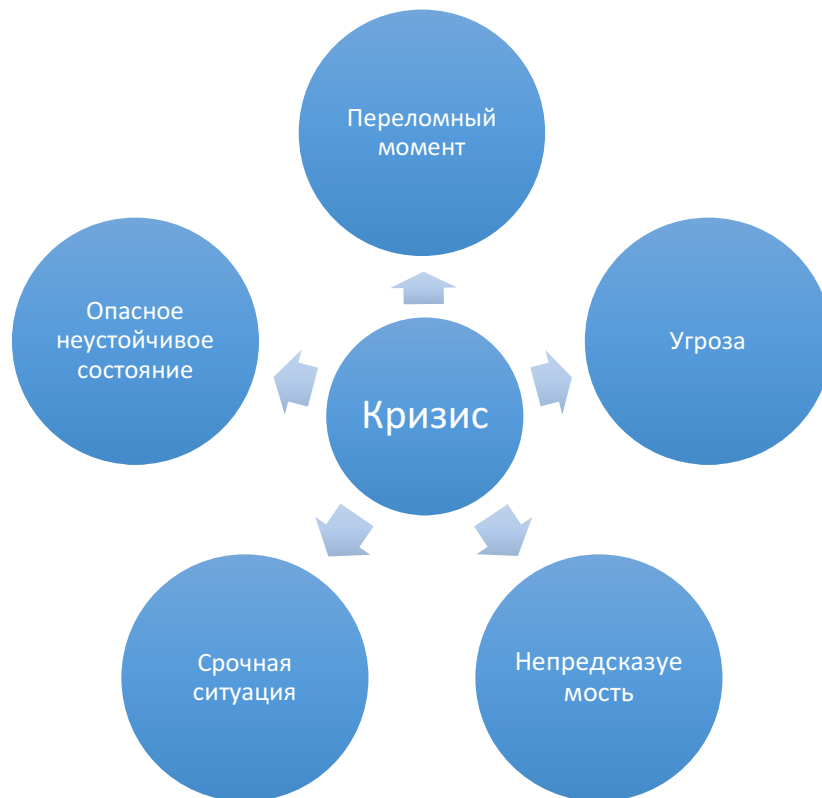 Переломный
момент
Опасное
неустойчивое
состояние
Угроза
Кризис
Срочная
ситуация
Непредсказуе
мость